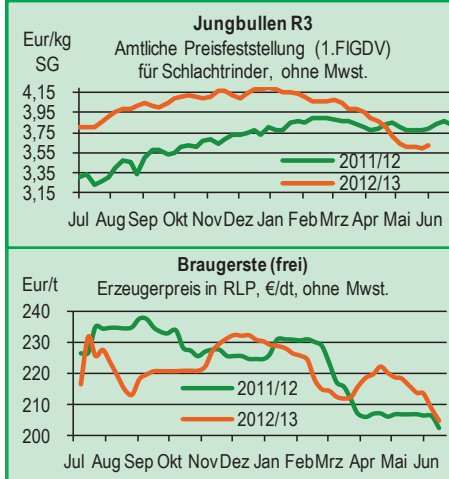 Jungbullen R3
Eur/kg
SG
Amtliche Preisfeststellung (1.FlGDV)
für Schlachtrinder, ohne Mwst.
4,15
3,95
3,75
3,55
3,35
3,15
2011/12
2012/13
Jul Aug Sep Okt Nov Dez Jan Feb Mrz Apr Mai Jun
Braugerste (frei)
Eur/t
Erzeugerpreis in RLP, €/dt, ohne Mwst.
240
230
220
210
200
2011/12
2012/13
Jul Aug Sep Okt Nov Dez Jan Feb Mrz Apr Mai Jun